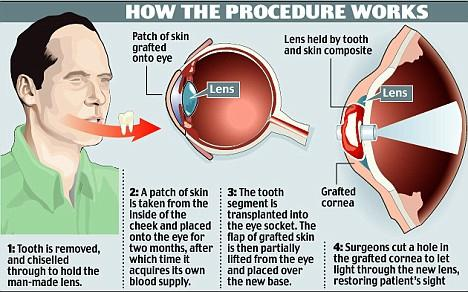 HOW THE PROCEDURE WORKS
Patch of skin
grafted
onto eye
Lens
Lens held by tooth
and skin composite
Lens
Grafted
cornea
1: Tooth is removed,
and chiselled
through to hold the
man-made lens.
2: A patch of skin
is taken from the
inside of the
cheek and placed
onto the eye for
two months, after
which time it
acquires its own
blood supply.
3: The tooth
segment is
transplanted into
the eye socket. The
flap of grafted skin
is then partially
lifted from the eye
and placed over
the new base.
4: Surgeons cut a hole in
the grafted cornea to let
light through the new lens,
restoring patient's sight